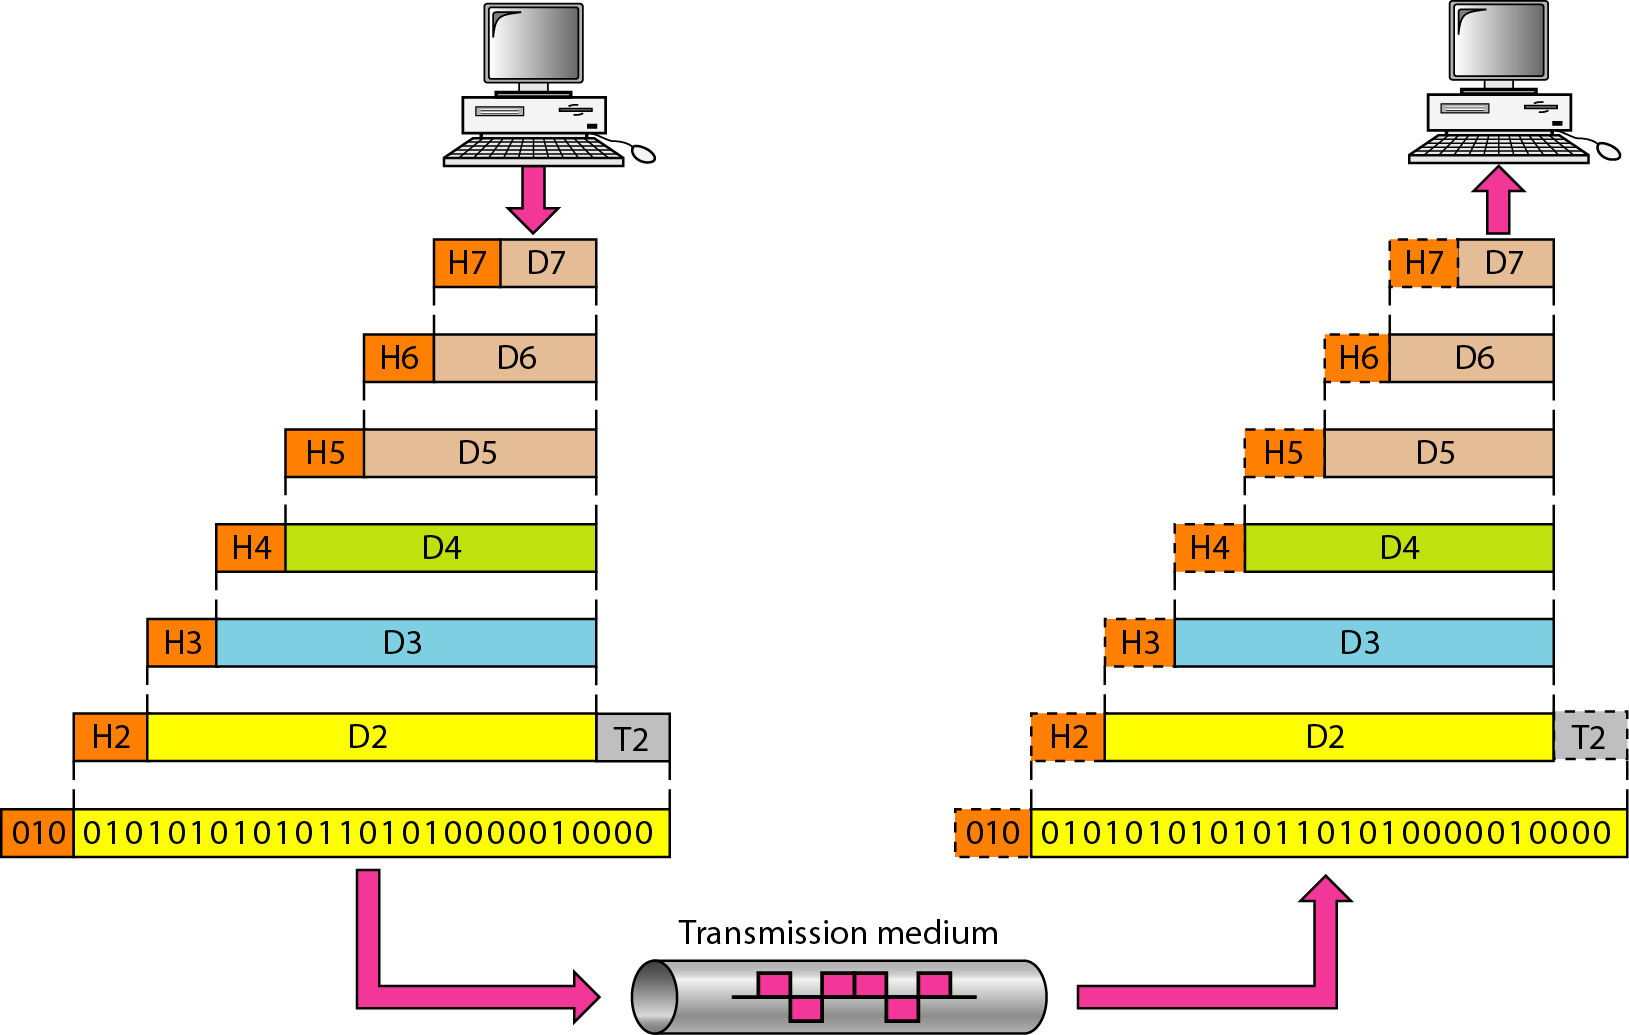 H7 D7 H7 D7
H6 D6 H6 D6
H5 D5 H5 D5
H4 D4 H4 D4
H3 D3 H3 D3
H2 D2 T2 H2 D2 T2
010 010101010101101010000010000 010 010101010101101010000010000
Transmission medium